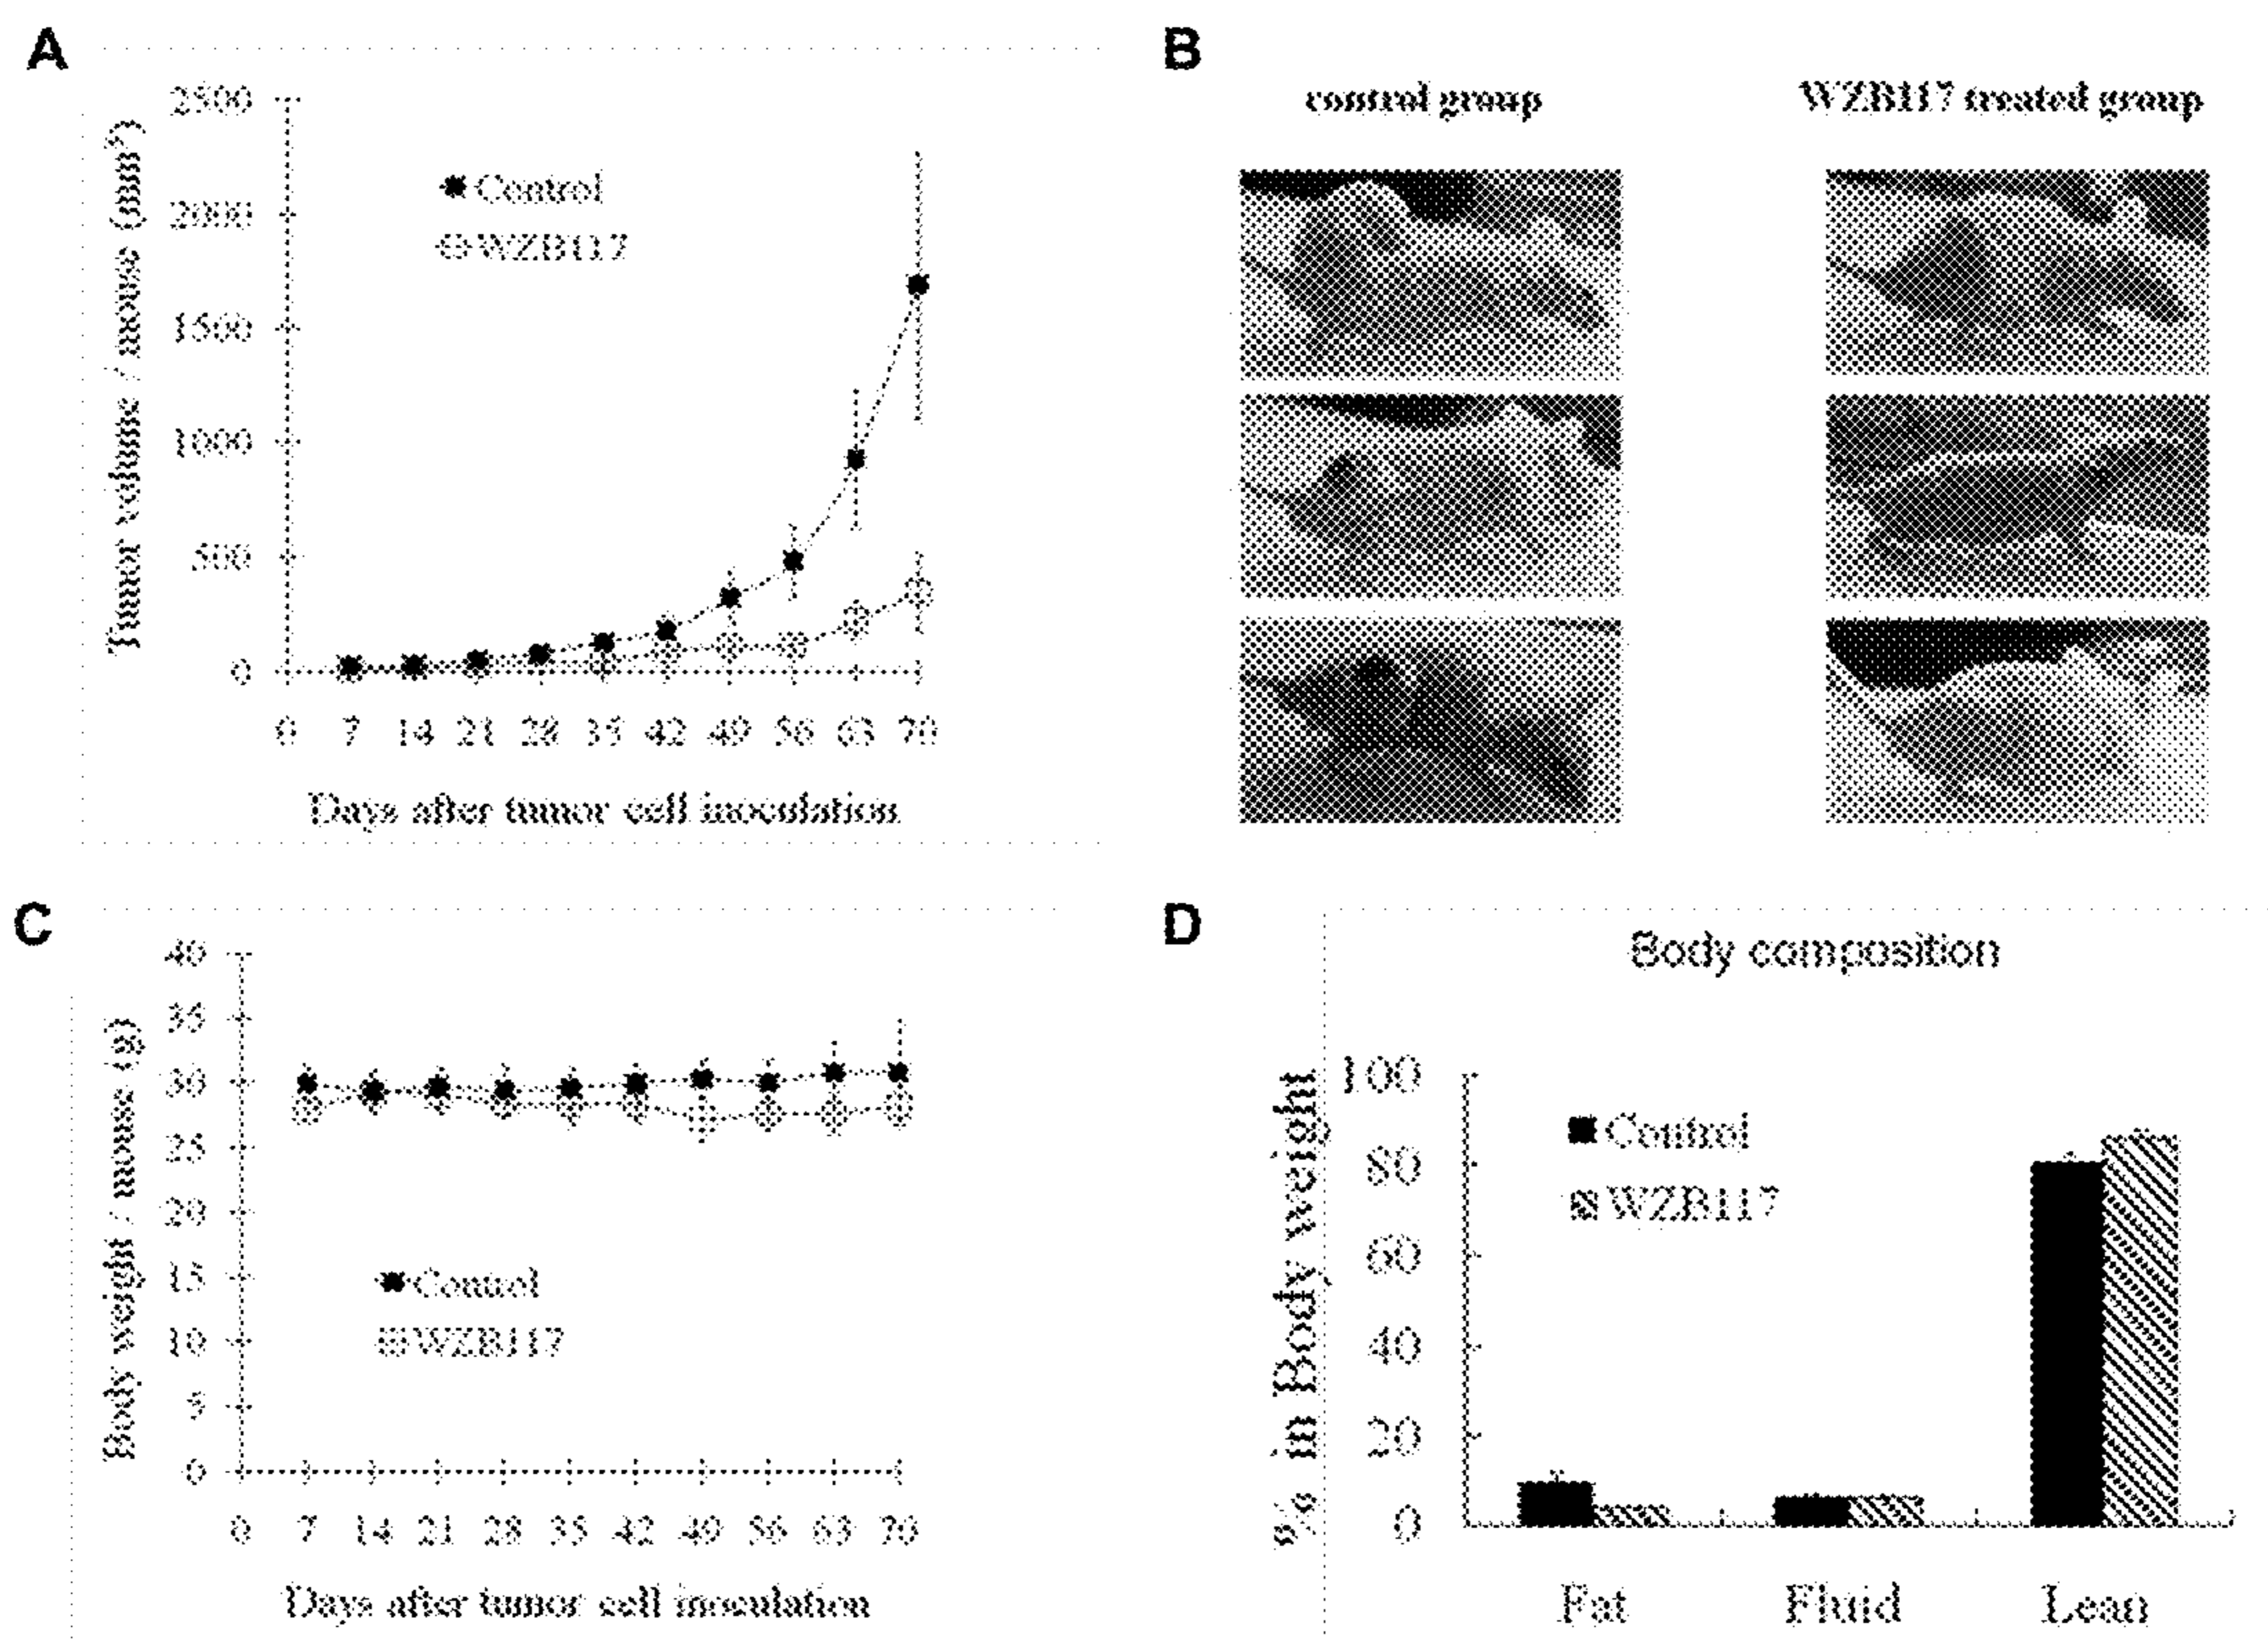 A
2500
2000
1500
1000
500
0
Tumor volume / mouse (mm³)
Control
WZB117
0 7 14 21 28 35 42 49 56 63 70
Days after tumor cell inoculation
B
control group
WZB117 treated group
C
40
35
30
25
20
15
10
5
0
Body weight / mouse (g)
Control
WZB117
0 7 14 21 28 35 42 49 56 63 70
Days after tumor cell inoculation
D
Body composition
100
80
60
40
20
0
% in Body weight
Control
WZB117
Fat Fluid Lean